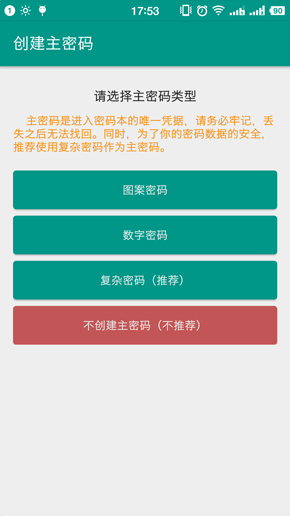 1
17:53
90
创建主密码
请选择主密码类型
主密码是进入密码本的唯一凭据，请务必牢记，丢
失之后无法找回。同时，为了你的密码数据的安全，
推荐使用复杂密码作为主密码。
图案密码
数字密码
复杂密码（推荐）
不创建主密码（不推荐）